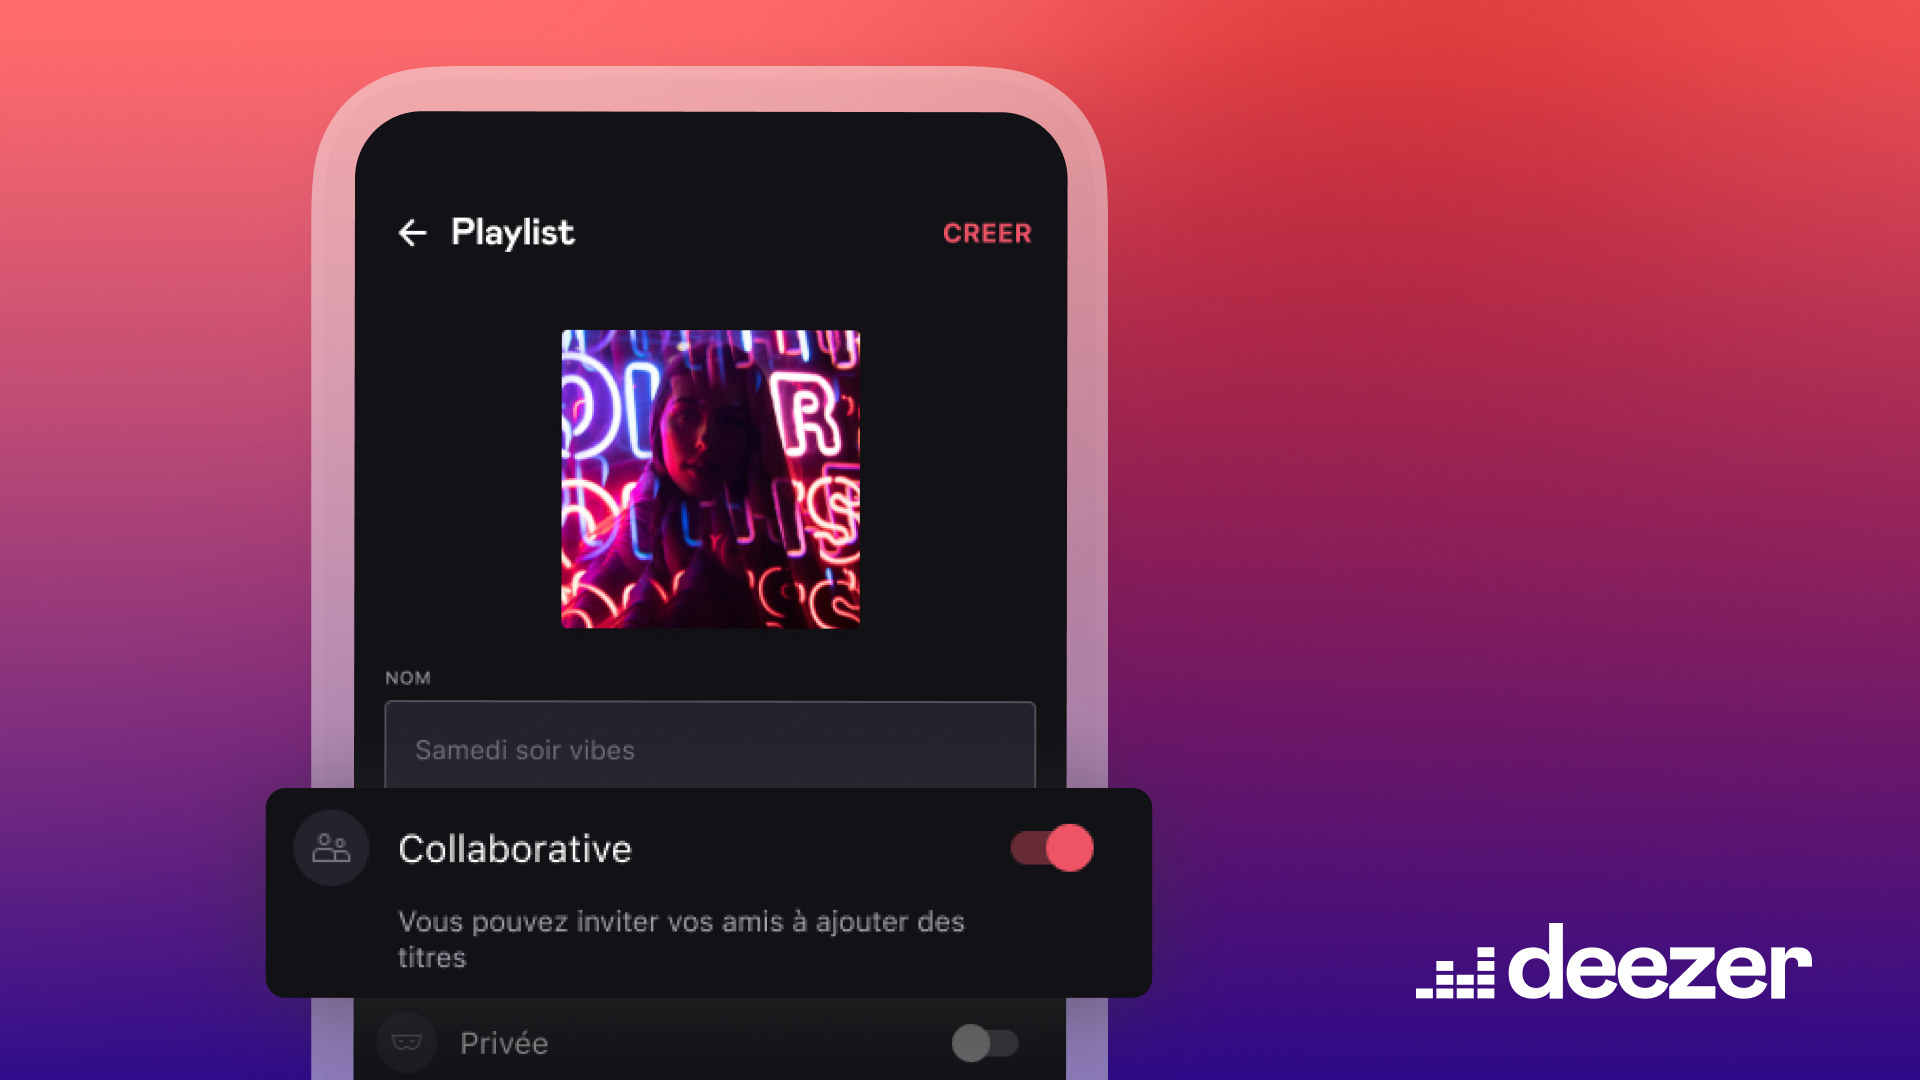 Playlist
CREER
NOM
Samedi soir vibes
Collaborative
Vous pouvez inviter vos amis à ajouter des
titres
Privée
deezer